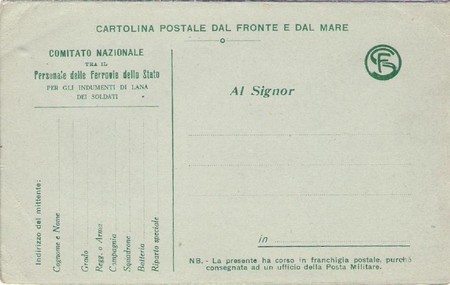 CARTOLINA POSTALE DAL FRONTE E DAL MARE
COMITATO NAZIONALE
TRA IL
Personale delle Ferrovie dello Stato
PER GLI INDUMENTI DI LANA
DEI SOLDATI
FS
Al Signor
in
Indirizzo del mittente:
Cognome e Nome
Grado
Regg. o Arma
Compagnia
Squadrone
Batteria
Riparto speciale
NB. - La presente ha corso in franchigia postale, purchè
consegnata ad un ufficio della Posta Militare.